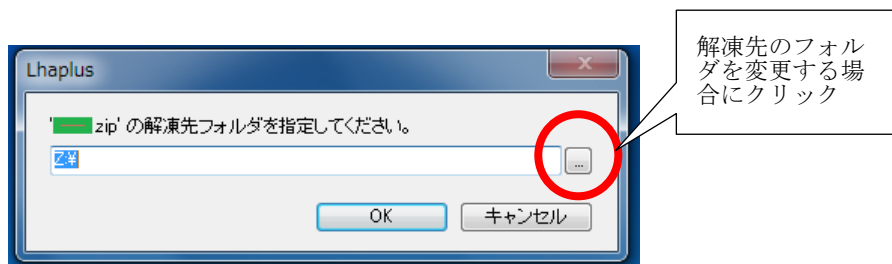 解凍先のフォル
ダを変更する場
合にクリック
Lhaplus
' zip' の解凍先フォルダを指定してください。
Z:¥
...
OK
キャンセル